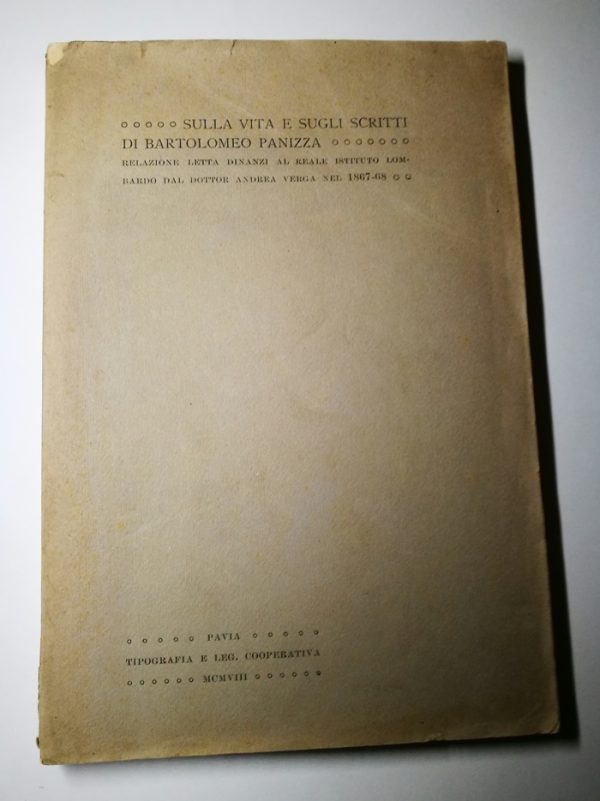 SULLA VITA E SUGLI SCRITTI
DI BARTOLOMEO PANIZZA
RELAZIONE LETTA DINANZI AL REALE ISTITUTO LOM-
BARDO DAL DOTTOR ANDREA VERGA NEL 1867-68
PAVIA
TIPOGRAFIA E LEG. COOPERATIVA
MCMVIII